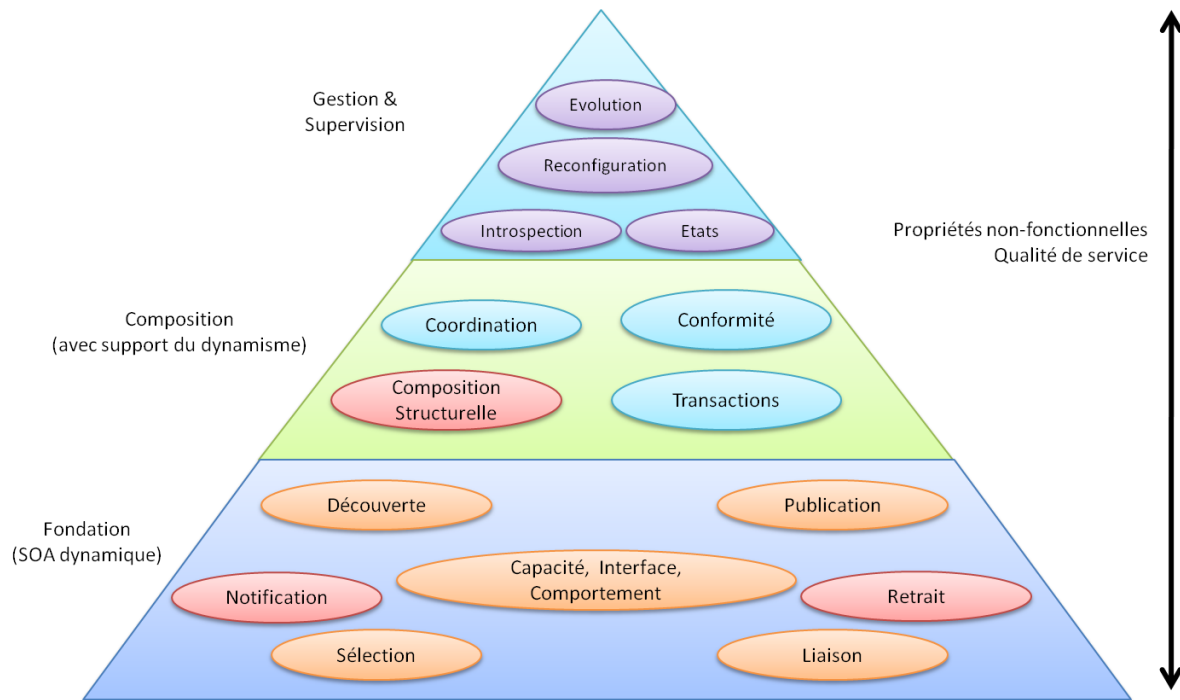 Gestion &
Supervision
Evolution
Reconfiguration
Introspection
Etats
Propriétés non-fonctionnelles
Qualité de service
Composition
(avec support du dynamisme)
Coordination
Conformité
Composition
Structurelle
Transactions
Fondation
(SOA dynamique)
Découverte
Publication
Capacité, Interface,
Comportement
Notification
Retrait
Sélection
Liaison